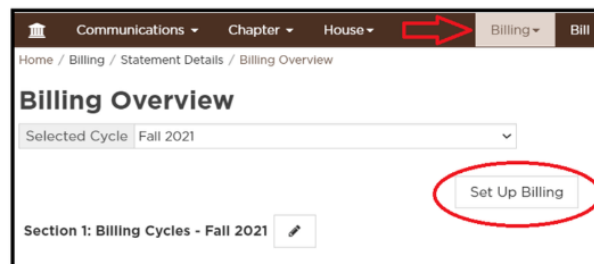 Communications Chapter House Billing Bill
Home / Billing / Statement Details / Billing Overview
Billing Overview
Selected Cycle Fall 2021
Set Up Billing
Section 1: Billing Cycles - Fall 2021